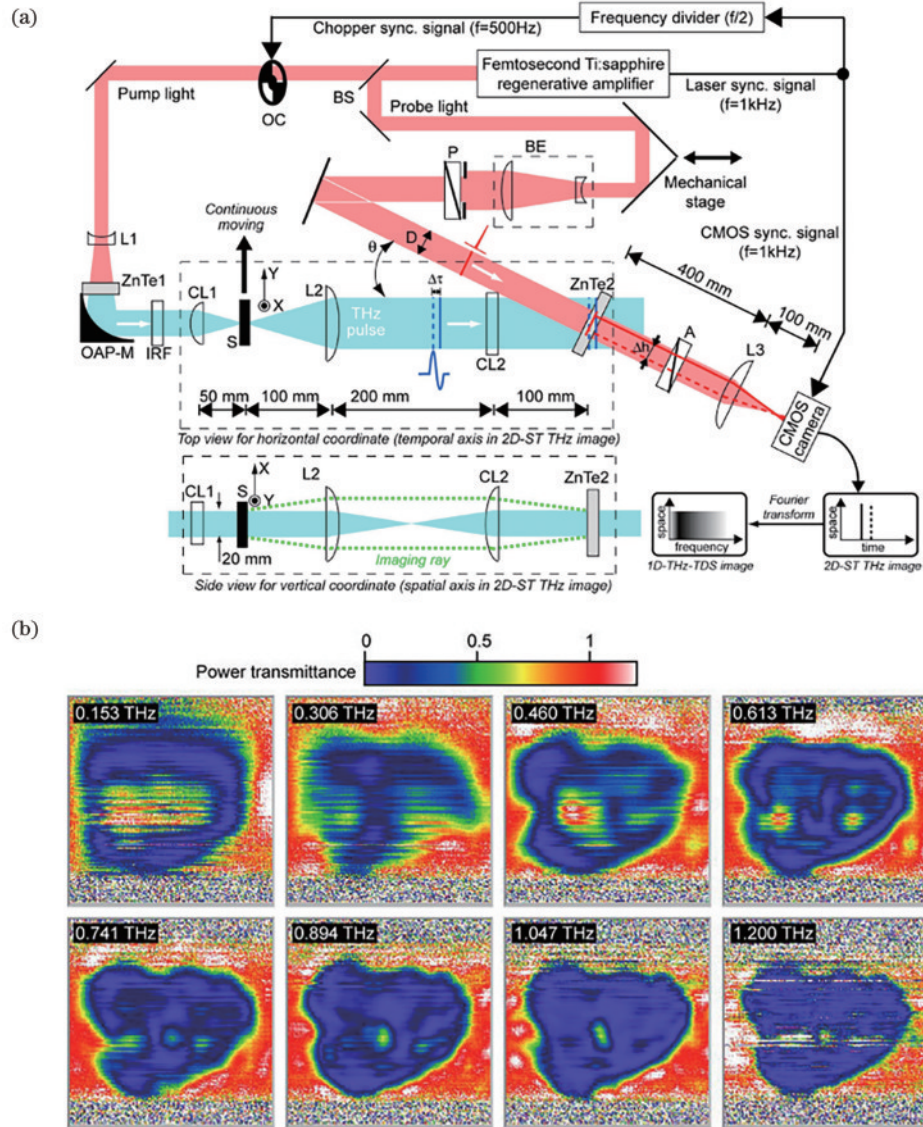 (a)
Chopper sync. signal (f=500Hz)
Frequency divider (f/2)
Pump light
OC
BS
Femtosecond Ti:sapphire
regenerative amplifier
Laser sync. signal
(f=1kHz)
Probe light
P
BE
Mechanical
stage
Continuous
moving
CMOS sync. signal
(f=1kHz)
L1
ZnTe1
OAP-M
IRF
CL1
S
Y
X
L2
θ
D
THz
pulse
Δτ
CL2
ZnTe2
400 mm
100 mm
Δh
A
L3
CMOS
camera
50 mm
100 mm
200 mm
100 mm
Top view for horizontal coordinate (temporal axis in 2D-ST THz image)
CL1
S
X
Y
L2
CL2
ZnTe2
20 mm
Imaging ray
Side view for vertical coordinate (spatial axis in 2D-ST THz image)
space
frequency
1D-THz-TDS image
Fourier
transform
space
time
2D-ST THz image
(b)
Power transmittance
0
0.5
1
0.153 THz
0.306 THz
0.460 THz
0.613 THz
0.741 THz
0.894 THz
1.047 THz
1.200 THz